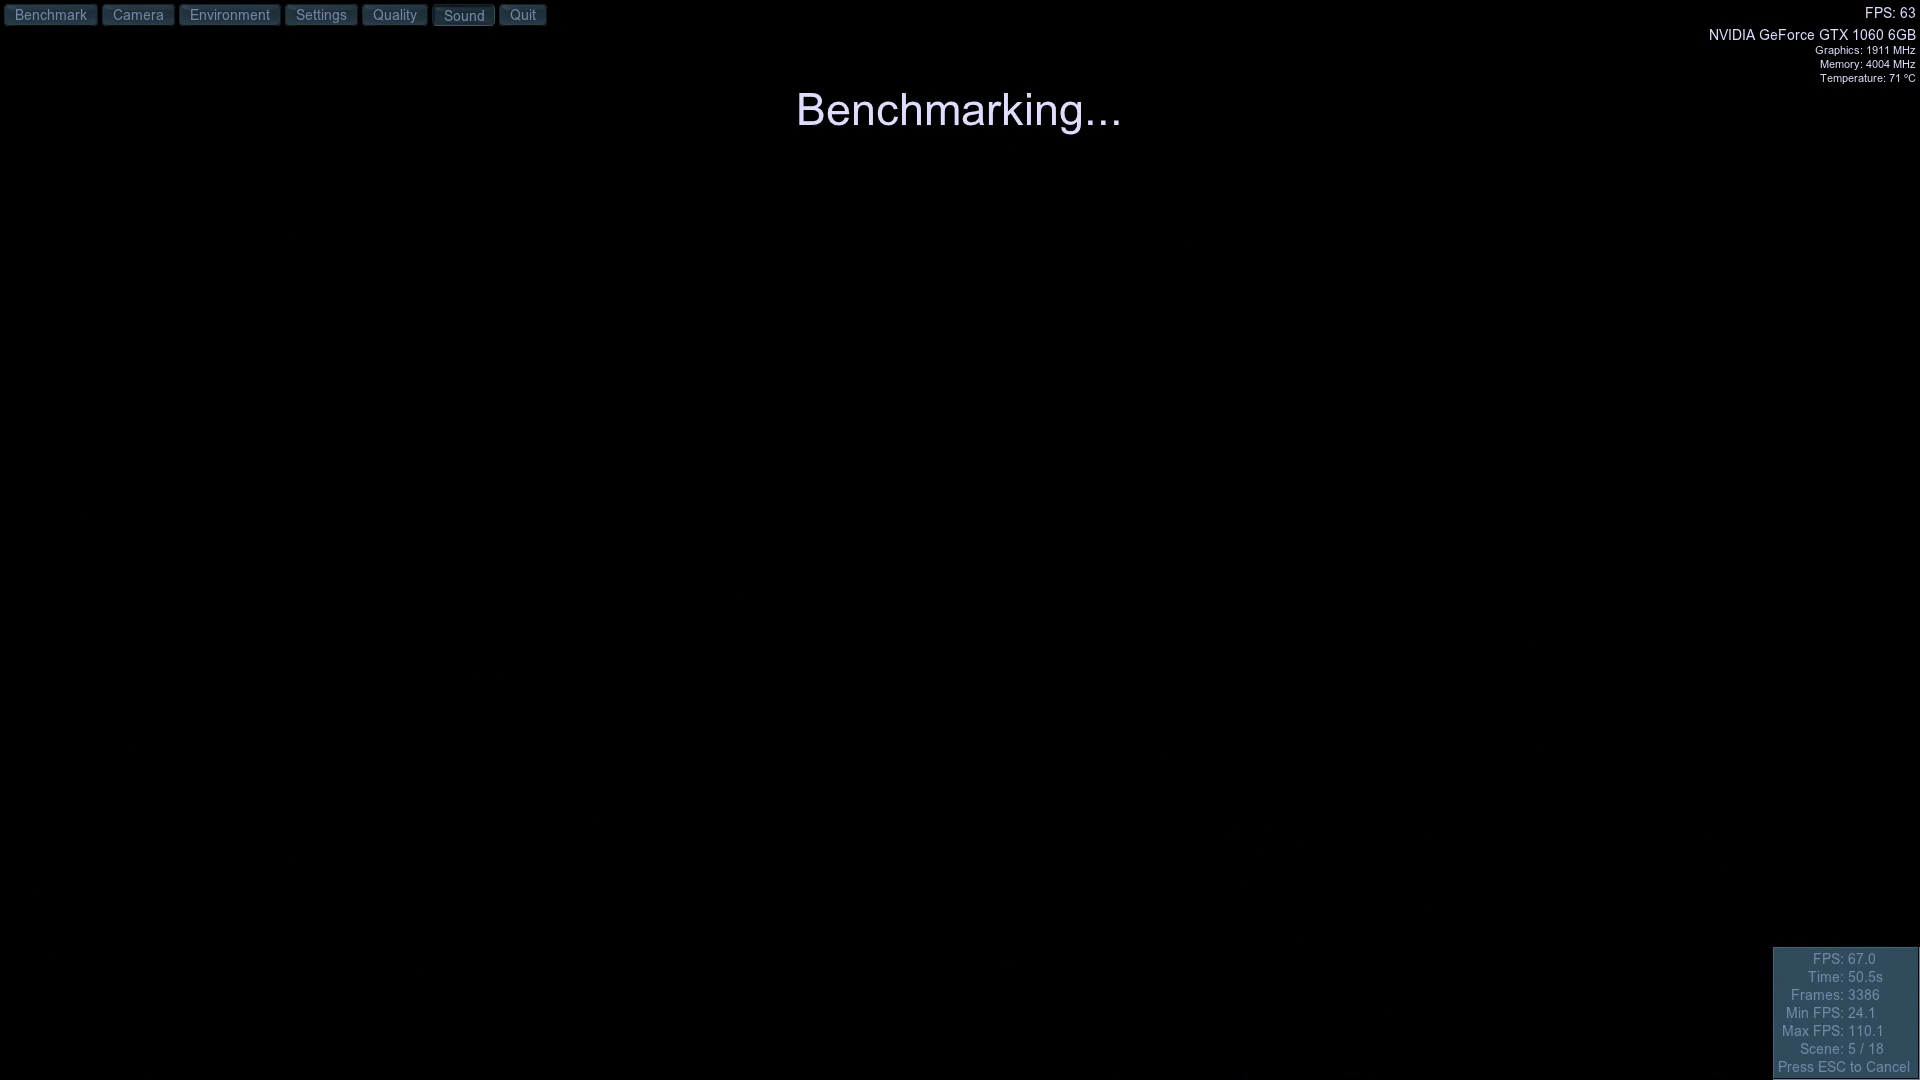 Benchmark Camera Environment Settings Quality Sound Quit
FPS: 63
NVIDIA GeForce GTX 1060 6GB
Graphics: 1911 MHz
Memory: 4004 MHz
Temperature: 71 °C
Benchmarking...
FPS: 67.0
Time: 50.5s
Frames: 3386
Min FPS: 24.1
Max FPS: 110.1
Scene: 5 / 18
Press ESC to Cancel